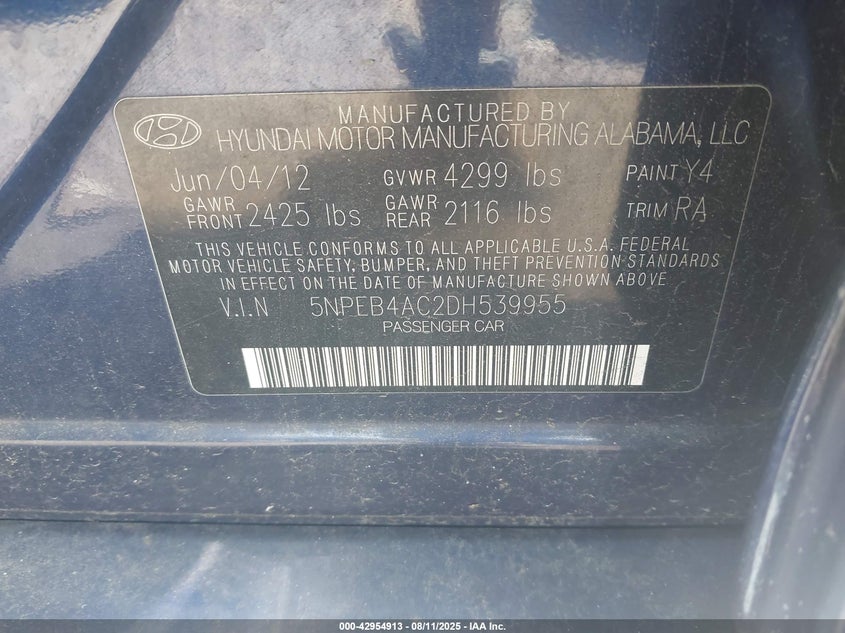 MANUFACTURED BY
HYUNDAI MOTOR MANUFACTURING ALABAMA, LLC
Jun/04/12 GVWR 4299 lbs PAINT Y4
GAWR FRONT 2425 lbs GAWR REAR 2116 lbs TRIM RA
THIS VEHICLE CONFORMS TO ALL APPLICABLE U.S.A. FEDERAL
MOTOR VEHICLE SAFETY, BUMPER, AND THEFT PREVENTION STANDARDS
IN EFFECT ON THE DATE OF MANUFACTURE SHOWN ABOVE
V.I.N 5NPEB4AC2DH539955
PASSENGER CAR
000-42954913 - 08/11/2025 - IAA Inc.